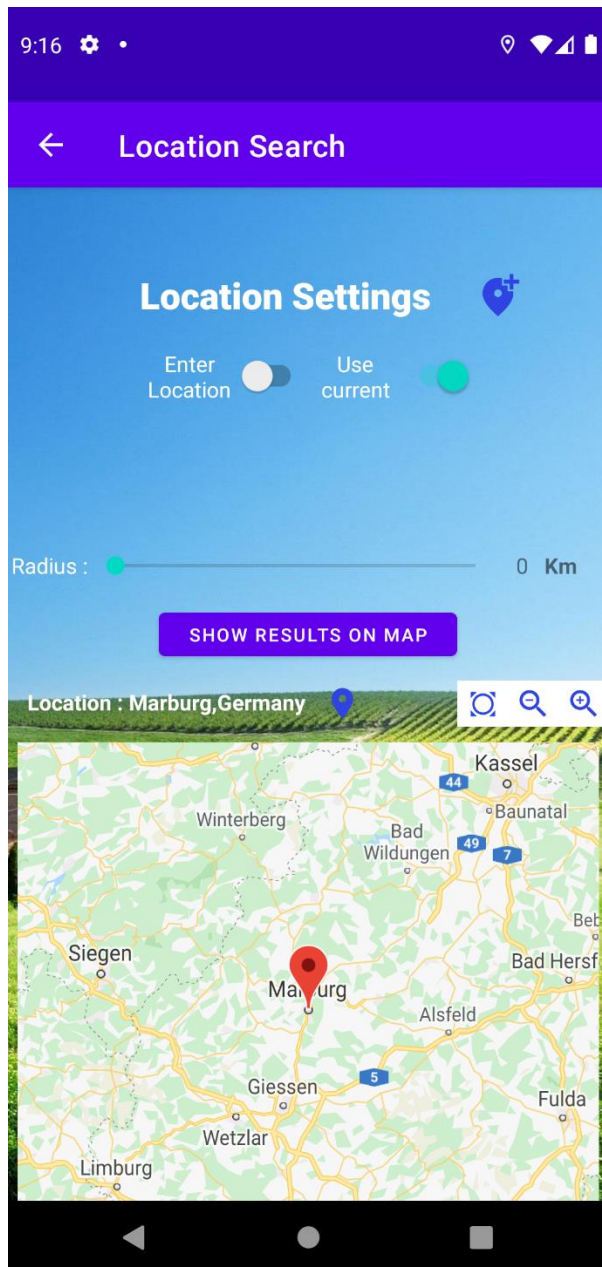 9:16
Location Search
Location Settings
Enter
Location
Use
current
Radius :
0 Km
SHOW RESULTS ON MAP
Location : Marburg,Germany
Kassel
44
Baunatal
Winterberg
Bad
Wildungen
49
7
Beb
Siegen
Bad Hersf
Marburg
Alsfeld
5
Giessen
Fulda
Wetzlar
Limburg